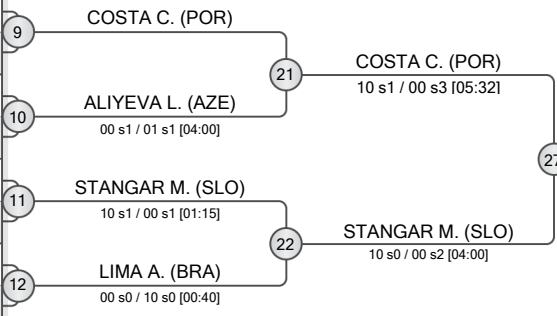 COSTA C. (POR)
9
21
COSTA C. (POR)
10 s1 / 00 s3 [05:32]
10
ALIYEVA L. (AZE)
00 s1 / 01 s1 [04:00]
27
11
STANGAR M. (SLO)
10 s1 / 00 s1 [01:15]
22
STANGAR M. (SLO)
10 s0 / 00 s2 [04:00]
12
LIMA A. (BRA)
00 s0 / 10 s0 [00:40]